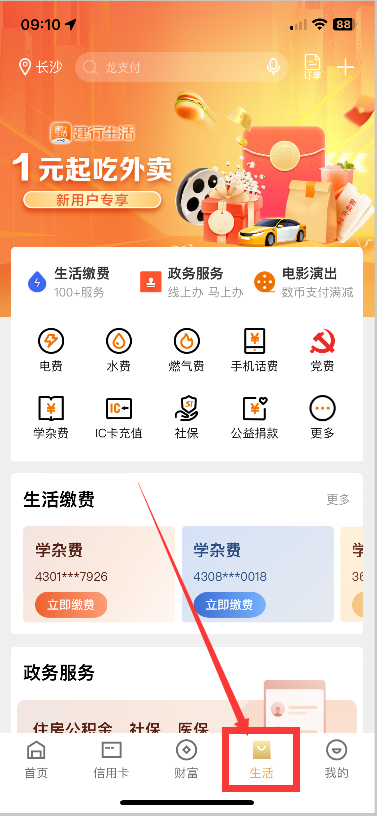 09:10
88
长沙
龙支付
订单
建行生活
1元起吃外卖
新用户专享
生活缴费
100+服务
政务服务
线上办 马上办
电影演出
数币支付满减
电费
水费
燃气费
手机话费
党费
学杂费
IC
IC卡充值
社保
公益捐款
更多
生活缴费
更多
学杂费
4301***7926
立即缴费
学杂费
4308***0018
立即缴费
36
政务服务
住房公积金 社保 医保
首页
信用卡
财富
生活
我的